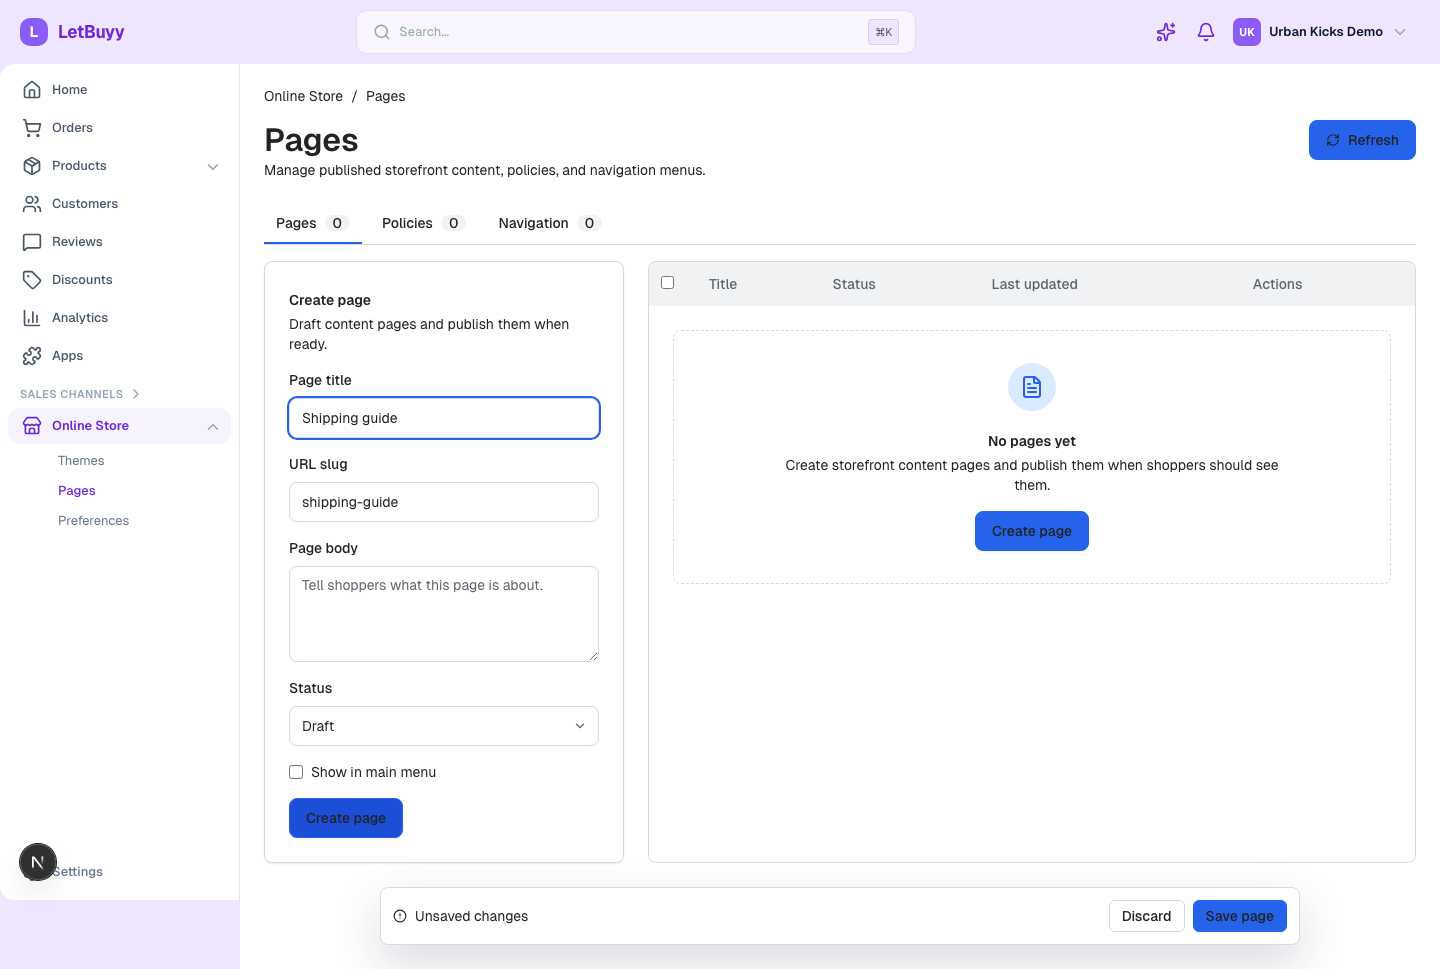 L LetBuyy
Search...
⌘K
UK Urban Kicks Demo
Home
Orders
Products
Customers
Reviews
Discounts
Analytics
Apps
SALES CHANNELS
Online Store
Themes
Pages
Preferences
N
Settings
Online Store / Pages
Pages
Refresh
Manage published storefront content, policies, and navigation menus.
Pages 0 Policies 0 Navigation 0
Create page
Draft content pages and publish them when
ready.
Page title
Shipping guide
URL slug
shipping-guide
Page body
Tell shoppers what this page is about.
Status
Draft
Show in main menu
Create page
Title Status Last updated Actions
No pages yet
Create storefront content pages and publish them when shoppers should see
them.
Create page
Unsaved changes
Discard
Save page